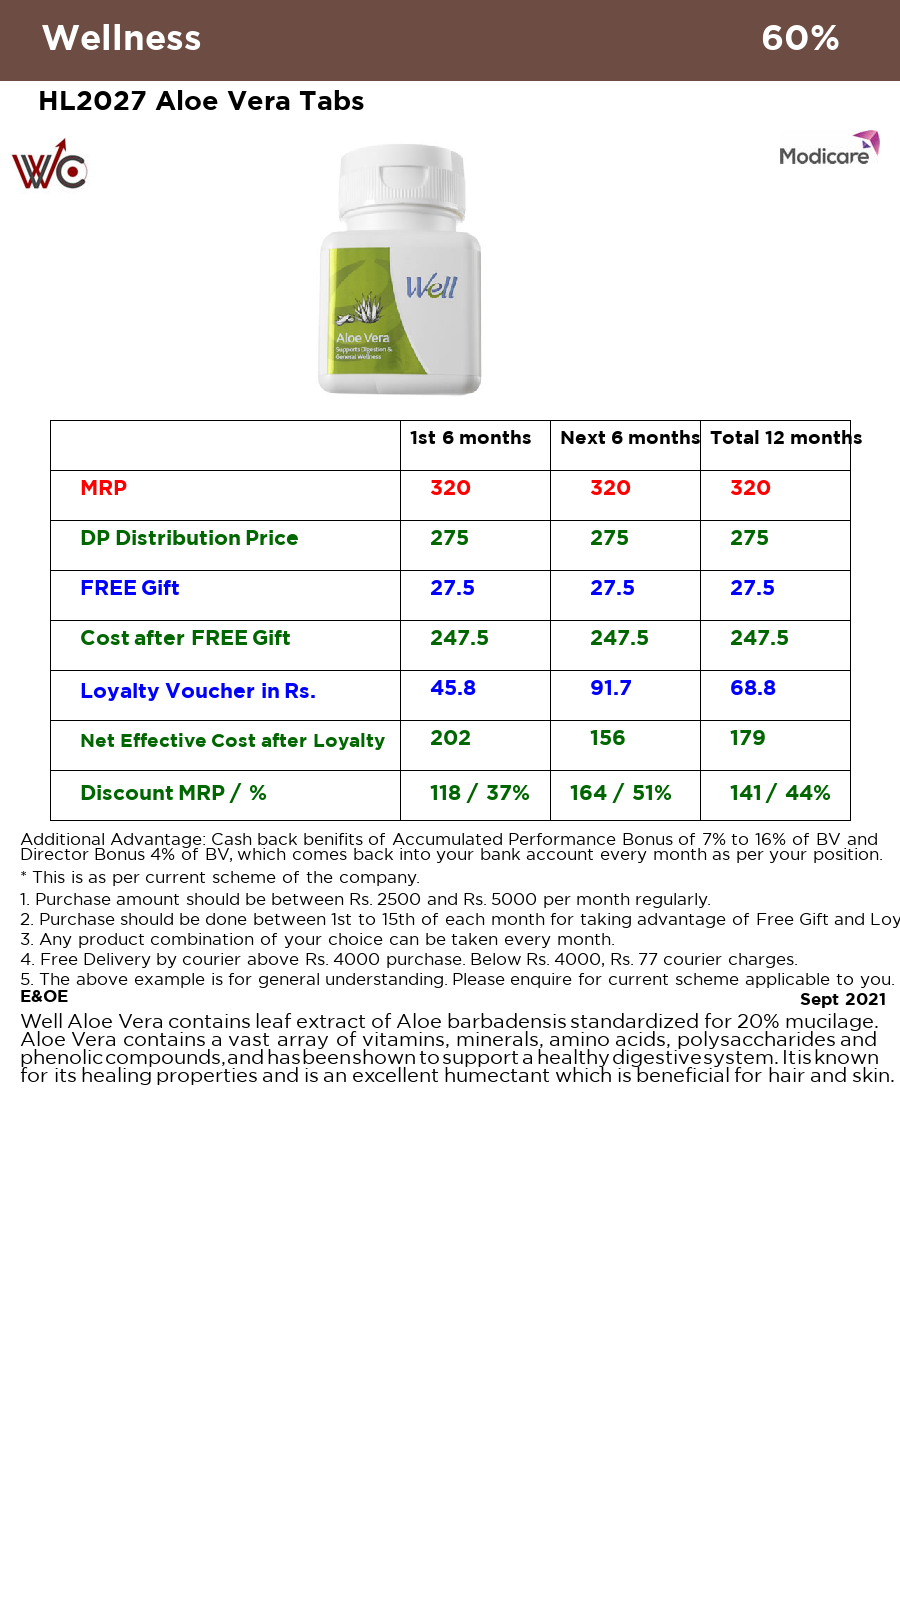 Wellness 60%
HL2027 Aloe Vera Tabs
WC
Modicare
Well
Aloe Vera
Supports Digestion &
General Wellness
1st 6 months Next 6 months Total 12 months
MRP 320 320 320
DP Distribution Price 275 275 275
FREE Gift 27.5 27.5 27.5
Cost after FREE Gift 247.5 247.5 247.5
Loyalty Voucher in Rs. 45.8 91.7 68.8
Net Effective Cost after Loyalty 202 156 179
Discount MRP / % 118 / 37% 164 / 51% 141 / 44%
Additional Advantage: Cash back benifits of Accumulated Performance Bonus of 7% to 16% of BV and
Director Bonus 4% of BV, which comes back into your bank account every month as per your position.
* This is as per current scheme of the company.
1. Purchase amount should be between Rs. 2500 and Rs. 5000 per month regularly.
2. Purchase should be done between 1st to 15th of each month for taking advantage of Free Gift and Loy
3. Any product combination of your choice can be taken every month.
4. Free Delivery by courier above Rs. 4000 purchase. Below Rs. 4000, Rs. 77 courier charges.
5. The above example is for general understanding. Please enquire for current scheme applicable to you.
E&OE Sept 2021
Well Aloe Vera contains leaf extract of Aloe barbadensis standardized for 20% mucilage.
Aloe Vera contains a vast array of vitamins, minerals, amino acids, polysaccharides and
phenolic compounds, and has been shown to support a healthy digestive system. It is known
for its healing properties and is an excellent humectant which is beneficial for hair and skin.